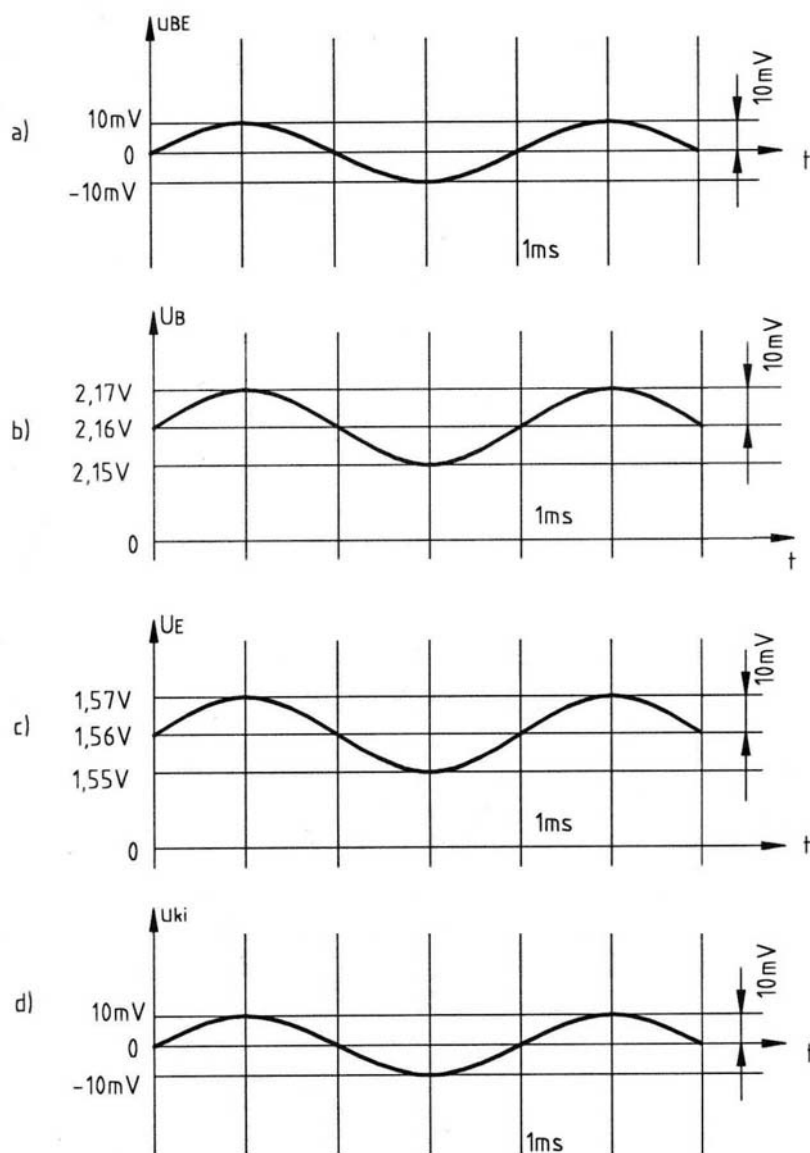 uBE
10mV
a)
10mV
0
t
-10mV
1ms
UB
10mV
2,17V
b)
2,16V
2,15V
1ms
0
t
UE
10mV
1,57V
c)
1,56V
1,55V
1ms
0
t
uki
10mV
d)
10mV
0
t
-10mV
1ms